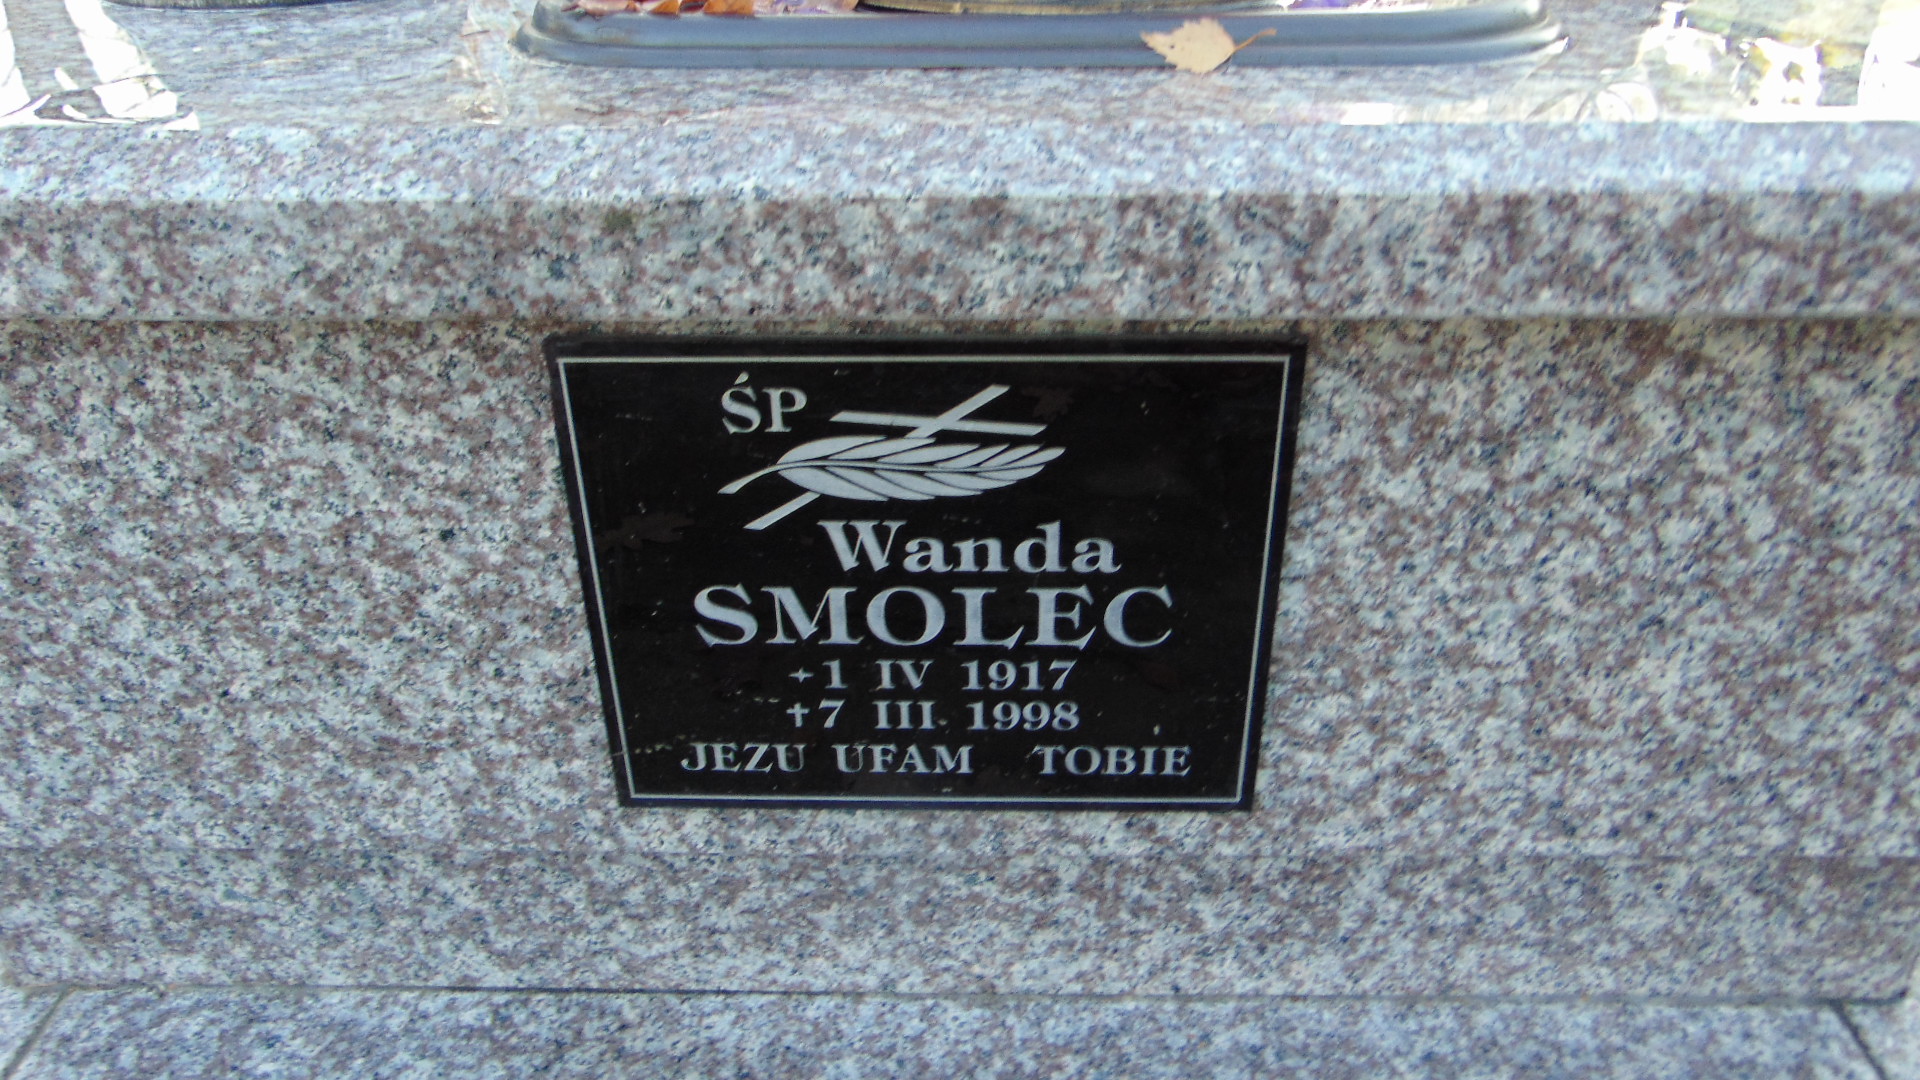 ŚP
Wanda
SMOLEC
+1 IV 1917
+7 III 1998
JEZU UFAM TOBIE